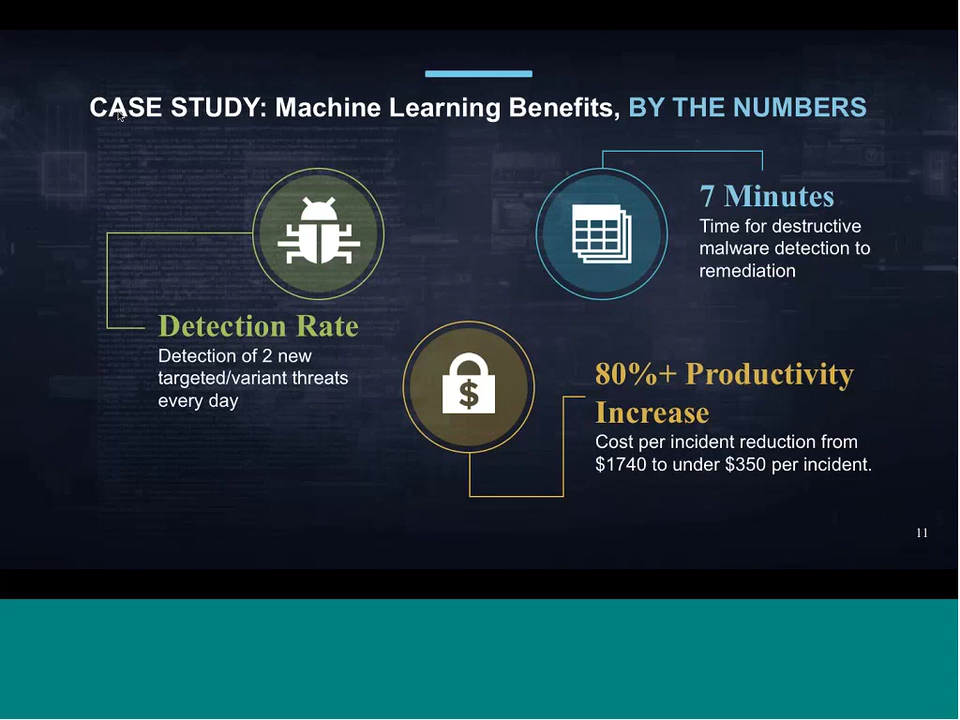 CASE STUDY: Machine Learning Benefits, BY THE NUMBERS
7 Minutes
Time for destructive
malware detection to
remediation
Detection Rate
Detection of 2 new
targeted/variant threats
every day
$
80%+ Productivity
Increase
Cost per incident reduction from
$1740 to under $350 per incident.
11